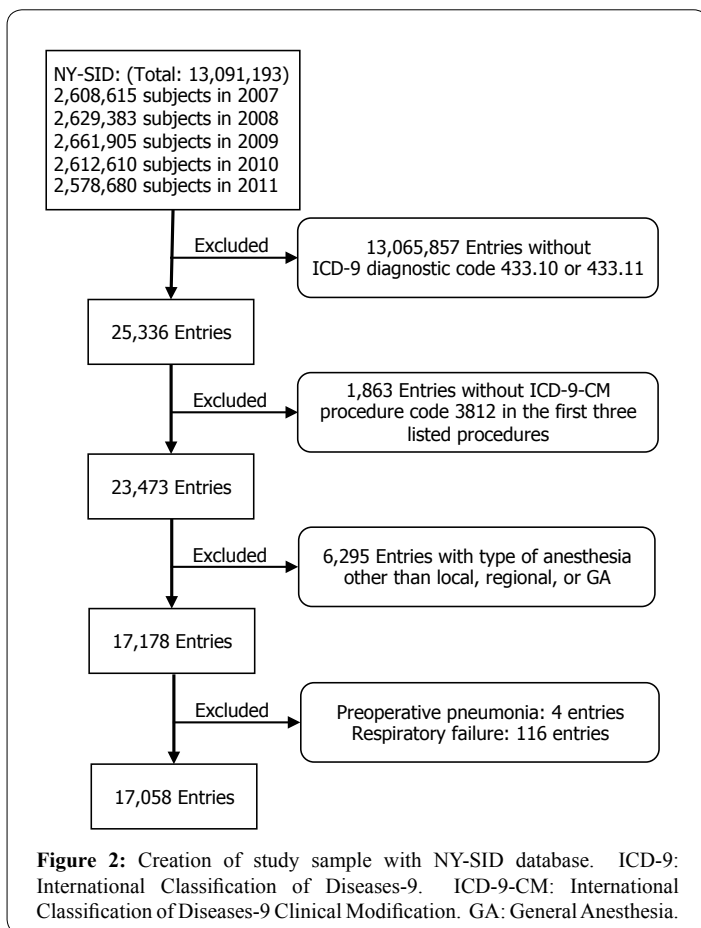 NY-SID: (Total: 13,091,193)
2,608,615 subjects in 2007
2,629,383 subjects in 2008
2,661,905 subjects in 2009
2,612,610 subjects in 2010
2,578,680 subjects in 2011
Excluded
13,065,857 Entries without
ICD-9 diagnostic code 433.10 or 433.11
25,336 Entries
Excluded
1,863 Entries without ICD-9-CM
procedure code 3812 in the first three
listed procedures
23,473 Entries
Excluded
6,295 Entries with type of anesthesia
other than local, regional, or GA
17,178 Entries
Excluded
Preoperative pneumonia: 4 entries
Respiratory failure: 116 entries
17,058 Entries
Figure 2: Creation of study sample with NY-SID database. ICD-9:
International Classification of Diseases-9. ICD-9-CM: International
Classification of Diseases-9 Clinical Modification. GA: General Anesthesia.